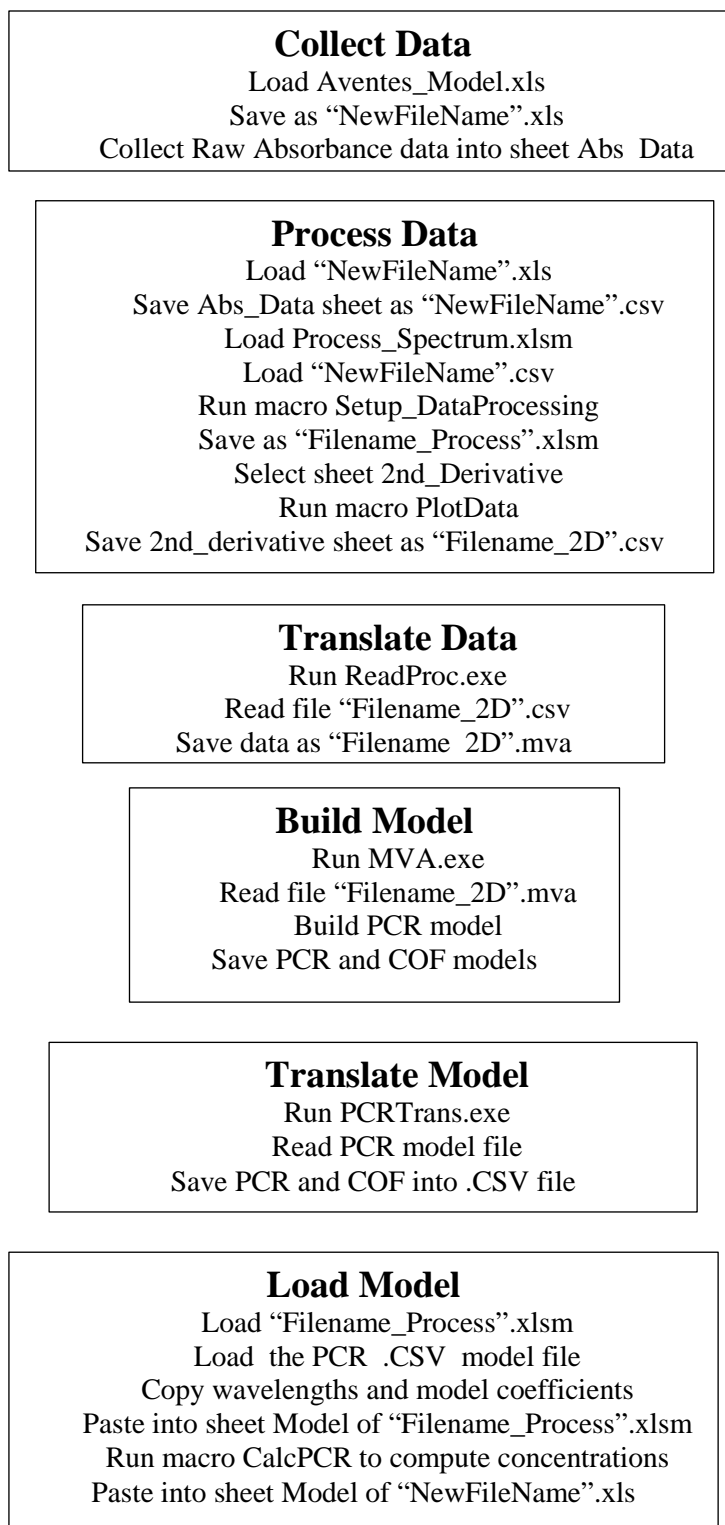 Collect Data
Load Aventes_Model.xls
Save as “NewFileName”.xls
Collect Raw Absorbance data into sheet Abs_Data
Process Data
Load “NewFileName”.xls
Save Abs_Data sheet as “NewFileName”.csv
Load Process_Spectrum.xlsm
Load “NewFileName”.csv
Run macro Setup_DataProcessing
Save as “Filename_Process”.xlsm
Select sheet 2nd_Derivative
Run macro PlotData
Save 2nd_derivative sheet as “Filename_2D”.csv
Translate Data
Run ReadProc.exe
Read file “Filename_2D”.csv
Save data as “Filename_2D”.mva
Build Model
Run MVA.exe
Read file “Filename_2D”.mva
Build PCR model
Save PCR and COF models
Translate Model
Run PCRTrans.exe
Read PCR model file
Save PCR and COF into .CSV file
Load Model
Load “Filename_Process”.xlsm
Load the PCR .CSV model file
Copy wavelengths and model coefficients
Paste into sheet Model of “Filename_Process”.xlsm
Run macro CalcPCR to compute concentrations
Paste into sheet Model of “NewFileName”.xls